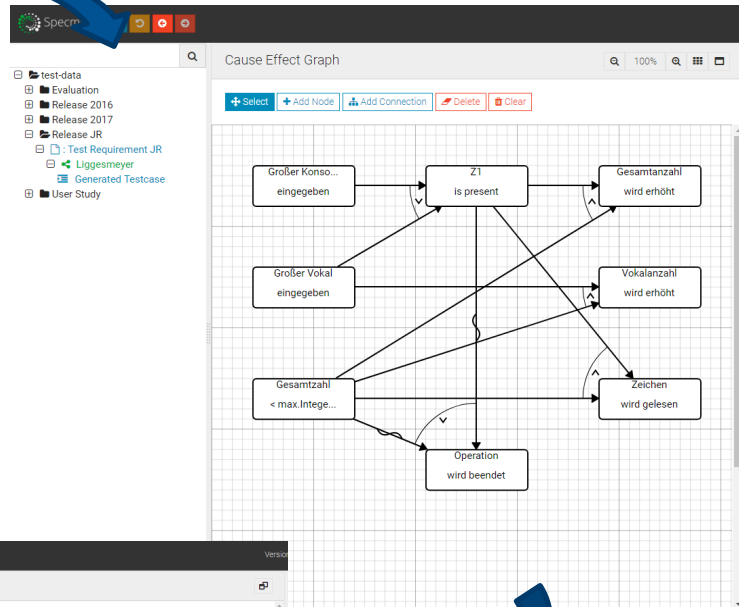 Specm
Cause Effect Graph
100%
Select
Add Node
Add Connection
Delete
Clear
test-data
Evaluation
Release 2016
Release 2017
Release JR
: Test Requirement JR
Liggesmeyer
Generated Testcase
User Study
Großer Konso...
eingegeben
Z1
is present
Gesamtanzahl
wird erhöht
Großer Vokal
eingegeben
Vokalanzahl
wird erhöht
Gesamtzahl
< max.Intege...
Zeichen
wird gelesen
Operation
wird beendet
Version